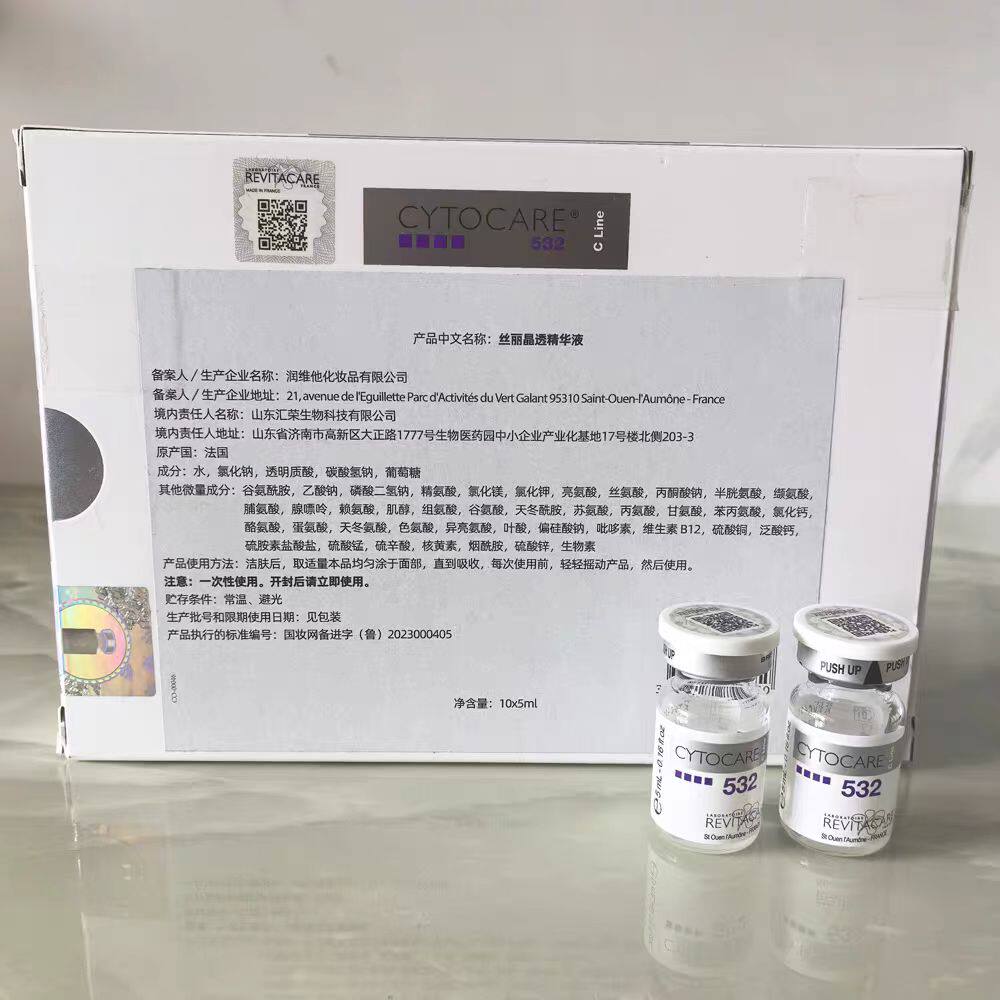 LABORATOIRE
REVITACARE
FRANCE
MADE IN FRANCE
CYTOCARE®
532
C Line
产品中文名称：丝丽晶透精华液
备案人／生产企业名称：润维他化妆品有限公司
备案人／生产企业地址：21, avenue de l'Eguillette Parc d'Activités du Vert Galant 95310 Saint-Ouen-l'Aumône - France
境内责任人名称：山东汇荣生物科技有限公司
境内责任人地址：山东省济南市高新区大正路1777号生物医药园中小企业产业化基地17号楼北侧203-3
原产国：法国
成分：水，氯化钠，透明质酸，碳酸氢钠，葡萄糖
其他微量成分：谷氨酰胺，乙酸钠，磷酸二氢钠，精氨酸，氯化镁，氯化钾，亮氨酸，丝氨酸，丙酮酸钠，半胱氨酸，缬氨酸，
脯氨酸，腺嘌呤，赖氨酸，肌醇，组氨酸，谷氨酸，天冬酰胺，苏氨酸，丙氨酸，甘氨酸，苯丙氨酸，氯化钙，
酪氨酸，蛋氨酸，天冬氨酸，色氨酸，异亮氨酸，叶酸，偏硅酸钠，吡哆素，维生素 B12，硫酸铜，泛酸钙，
硫胺素盐酸盐，硫酸锰，硫辛酸，核黄素，烟酰胺，硫酸锌，生物素
产品使用方法：洁肤后，取适量本品均匀涂于面部，直到吸收，每次使用前，轻轻摇动产品，然后使用。
注意：一次性使用。开封后请立即使用。
贮存条件：常温、避光
生产批号和限期使用日期：见包装
产品执行的标准编号：国妆网备进字（鲁）2023000405
CO-00046
净含量：10x5ml
PUSH UP
CYTOCARE
532
℮ 5 mL - 0.16 fl oz
LABORATOIRE
REVITACARE
St Ouen l'Aumône - FRANCE
PUSH UP
PUSH
CYTOCARE
532
LABORATOIRE
REVITACARE
St Ouen l'Aumône - FRANCE